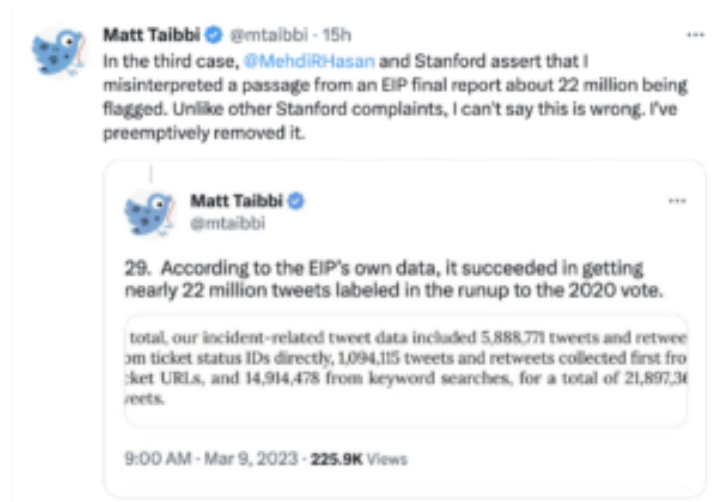 Matt Taibbi @mtaibbi · 15h
In the third case, @MehdiRHasan and Stanford assert that I
misinterpreted a passage from an EIP final report about 22 million being
flagged. Unlike other Stanford complaints, I can't say this is wrong. I've
preemptively removed it.
Matt Taibbi
@mtaibbi
29. According to the EIP's own data, it succeeded in getting
nearly 22 million tweets labeled in the runup to the 2020 vote.
total, our incident-related tweet data included 5,888,771 tweets and retwee
om ticket status IDs directly, 1,094,115 tweets and retweets collected first fro
cket URLs, and 14,914,478 from keyword searches, for a total of 21,897,36
veets.
9:00 AM · Mar 9, 2023 · 225.9K Views